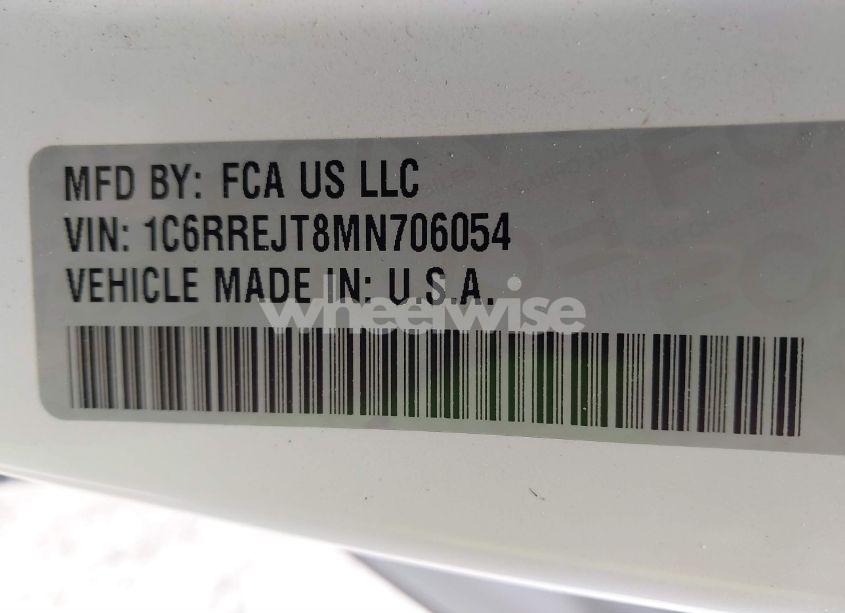 MFD BY: FCA US LLC
VIN: 1C6RREJT8MN706054
VEHICLE MADE IN: U.S.A.
wheelwise